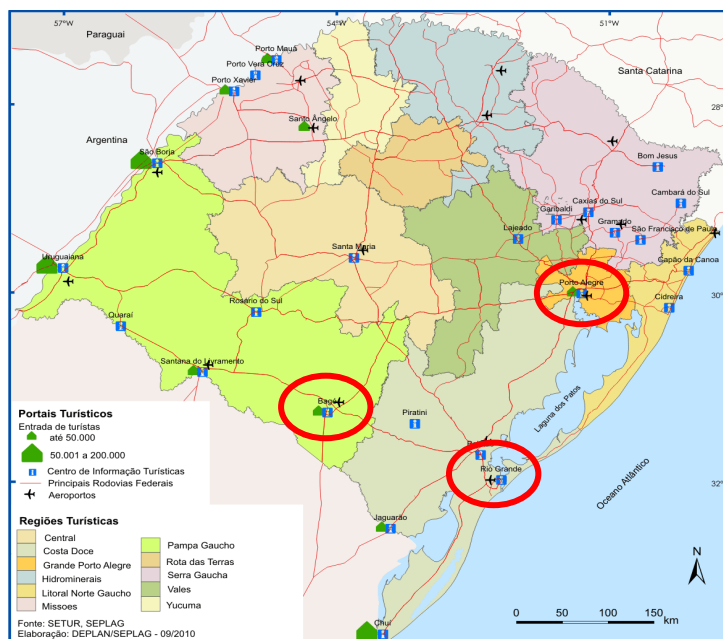 57°W
54°W
51°W
Paraguai
Porto Mauá
Porto Vera Cruz
Porto Xavier
Santa Catarina
28°
Santo Ângelo
Argentina
São Borja
Bom Jesus
Cambará do Sul
Caxias do Sul
Garibaldi
Gramado
São Francisco de Paula
Lajeado
Santa Maria
Uruguaiana
Capão da Canoa
Porto Alegre
30°
Cidreira
Rosário do Sul
Quaraí
Santana do Livramento
Bagé
Piratini
Laguna dos Patos
Rio Grande
Oceano Atlântico
32°
Jaguarão
Chuí
Portais Turísticos
Entrada de turístas
até 50.000
50.001 a 200.000
Centro de Informação Turísticas
Principais Rodovias Federais
Aeroportos
Regiões Turísticas
Central
Costa Doce
Grande Porto Alegre
Hidrominerais
Litoral Norte Gaucho
Missoes
Pampa Gaucho
Rota das Terras
Serra Gaucha
Vales
Yucuma
Fonte: SETUR, SEPLAG
Elaboração: DEPLAN/SEPLAG - 09/2010
N
0 50 100 150
km